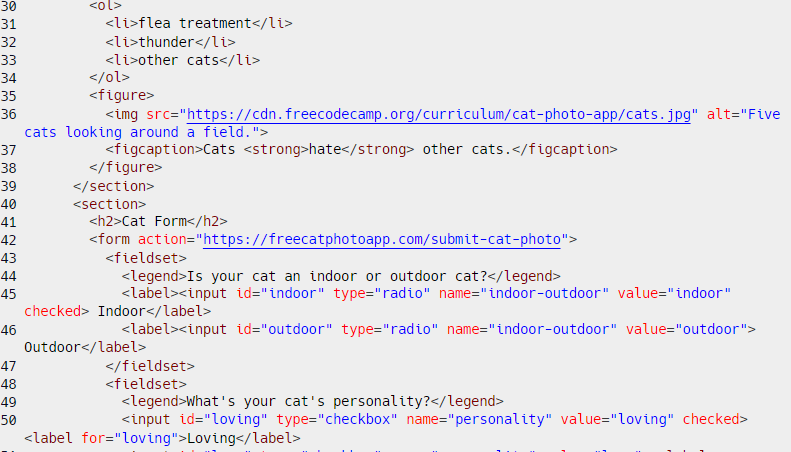 30 <ol>
31 <li>flea treatment</li>
32 <li>thunder</li>
33 <li>other cats</li>
34 </ol>
35 <figure>
36 <img src="https://cdn.freecodecamp.org/curriculum/cat-photo-app/cats.jpg" alt="Five
cats looking around a field.">
37 <figcaption>Cats <strong>hate</strong> other cats.</figcaption>
38 </figure>
39 </section>
40 <section>
41 <h2>Cat Form</h2>
42 <form action="https://freecatphotoapp.com/submit-cat-photo">
43 <fieldset>
44 <legend>Is your cat an indoor or outdoor cat?</legend>
45 <label><input id="indoor" type="radio" name="indoor-outdoor" value="indoor"
checked> Indoor</label>
46 <label><input id="outdoor" type="radio" name="indoor-outdoor" value="outdoor">
Outdoor</label>
47 </fieldset>
48 <fieldset>
49 <legend>What's your cat's personality?</legend>
50 <input id="loving" type="checkbox" name="personality" value="loving" checked>
<label for="loving">Loving</label>